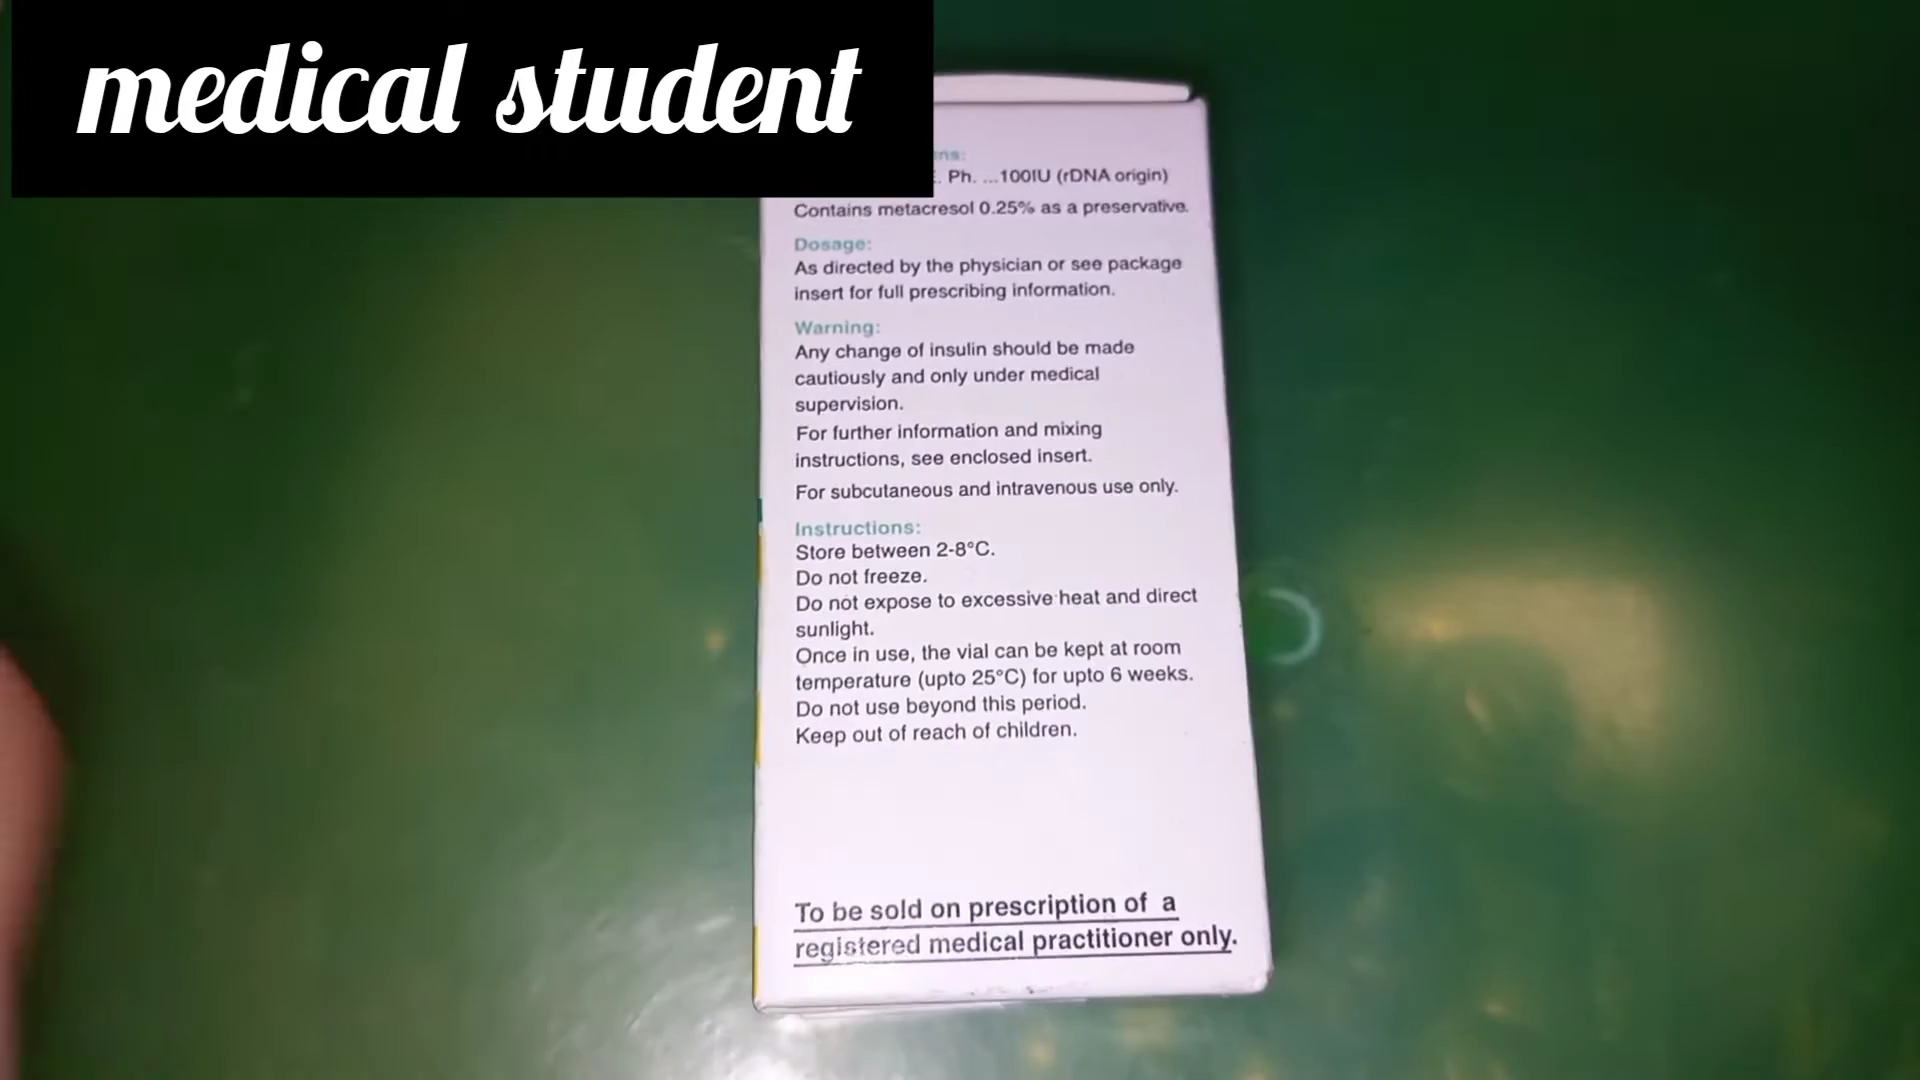 medical student
Ph. ...100IU (rDNA origin)
Contains metacresol 0.25% as a preservative.
Dosage:
As directed by the physician or see package
insert for full prescribing information.
Warning:
Any change of insulin should be made
cautiously and only under medical
supervision.
For further information and mixing
instructions, see enclosed insert.
For subcutaneous and intravenous use only.
Instructions:
Store between 2-8°C.
Do not freeze.
Do not expose to excessive heat and direct
sunlight.
Once in use, the vial can be kept at room
temperature (upto 25°C) for upto 6 weeks.
Do not use beyond this period.
Keep out of reach of children.
To be sold on prescription of a
registered medical practitioner only.